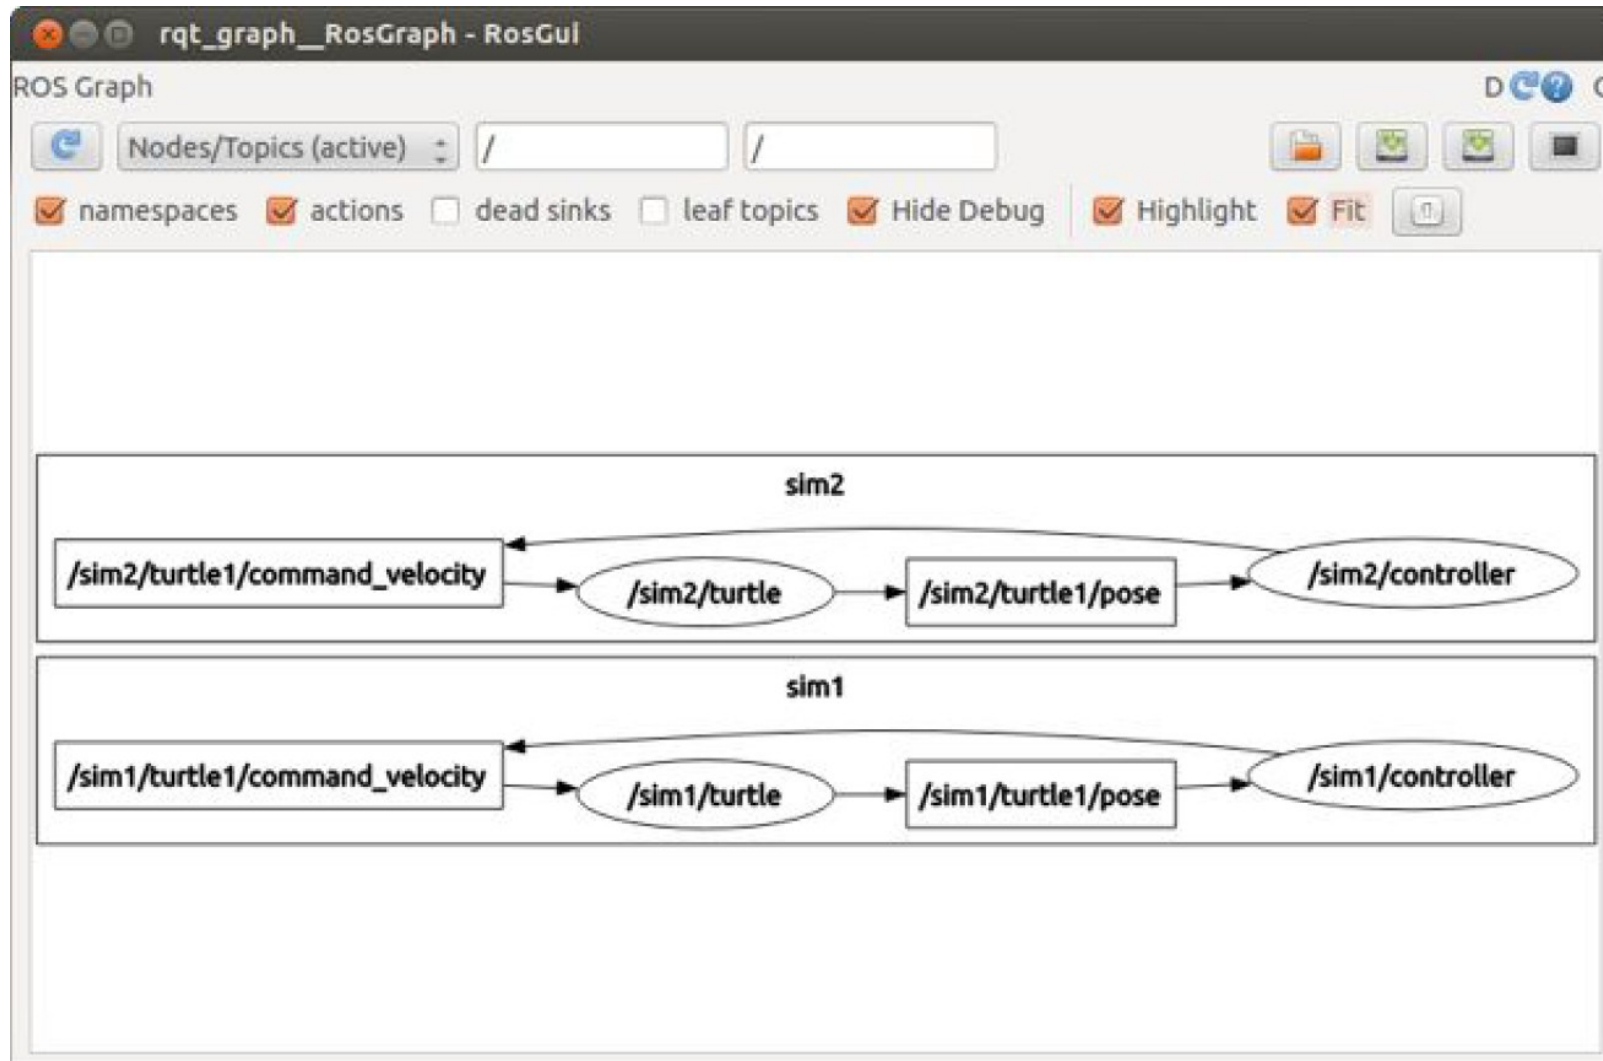 rqt_graph__RosGraph - RosGui
ROS Graph D
Nodes/Topics (active) / /
namespaces actions dead sinks leaf topics Hide Debug Highlight Fit
sim2
/sim2/turtle1/command_velocity /sim2/turtle /sim2/turtle1/pose /sim2/controller
sim1
/sim1/turtle1/command_velocity /sim1/turtle /sim1/turtle1/pose /sim1/controller